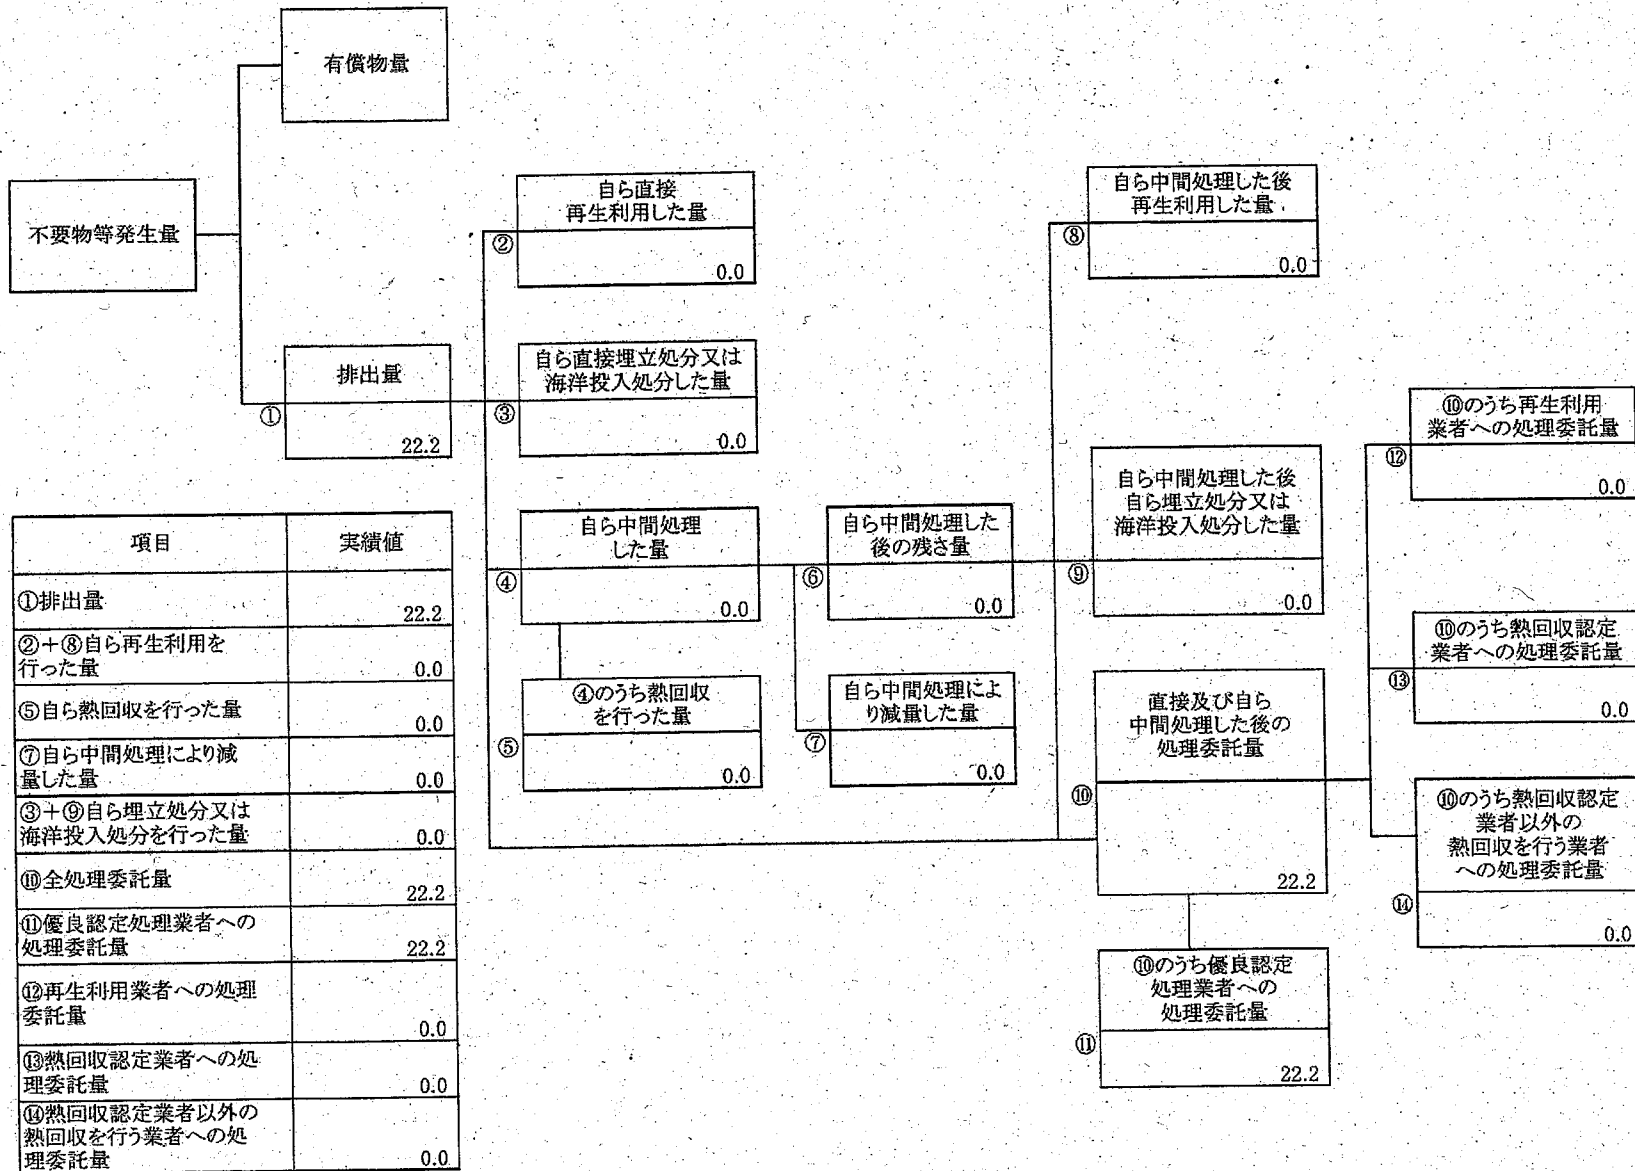 有償物量
不要物等発生量
排出量
①
22.2
自ら直接
再生利用した量
②
0.0
自ら直接埋立処分又は
海洋投入処分した量
③
0.0
自ら中間処理
した量
④
0.0
④のうち熱回収
を行った量
⑤
0.0
自ら中間処理した
後の残さ量
⑥
0.0
自ら中間処理によ
り減量した量
⑦
0.0
自ら中間処理した後
再生利用した量
⑧
0.0
自ら中間処理した後
自ら埋立処分又は
海洋投入処分した量
⑨
0.0
直接及び自ら
中間処理した後の
処理委託量
⑩
22.2
⑩のうち優良認定
処理業者への
処理委託量
⑪
22.2
⑩のうち再生利用
業者への処理委託量
⑫
0.0
⑩のうち熱回収認定
業者への処理委託量
⑬
0.0
⑩のうち熱回収認定
業者以外の
熱回収を行う業者
への処理委託量
⑭
0.0
項目 実績値
①排出量 22.2
②+⑧自ら再生利用を
行った量 0.0
⑤自ら熱回収を行った量 0.0
⑦自ら中間処理により減
量した量 0.0
③+⑨自ら埋立処分又は
海洋投入処分を行った量 0.0
⑩全処理委託量 22.2
⑪優良認定処理業者への
処理委託量 22.2
⑫再生利用業者への処理
委託量 0.0
⑬熱回収認定業者への処
理委託量 0.0
⑭熱回収認定業者以外の
熱回収を行う業者への処
理委託量 0.0